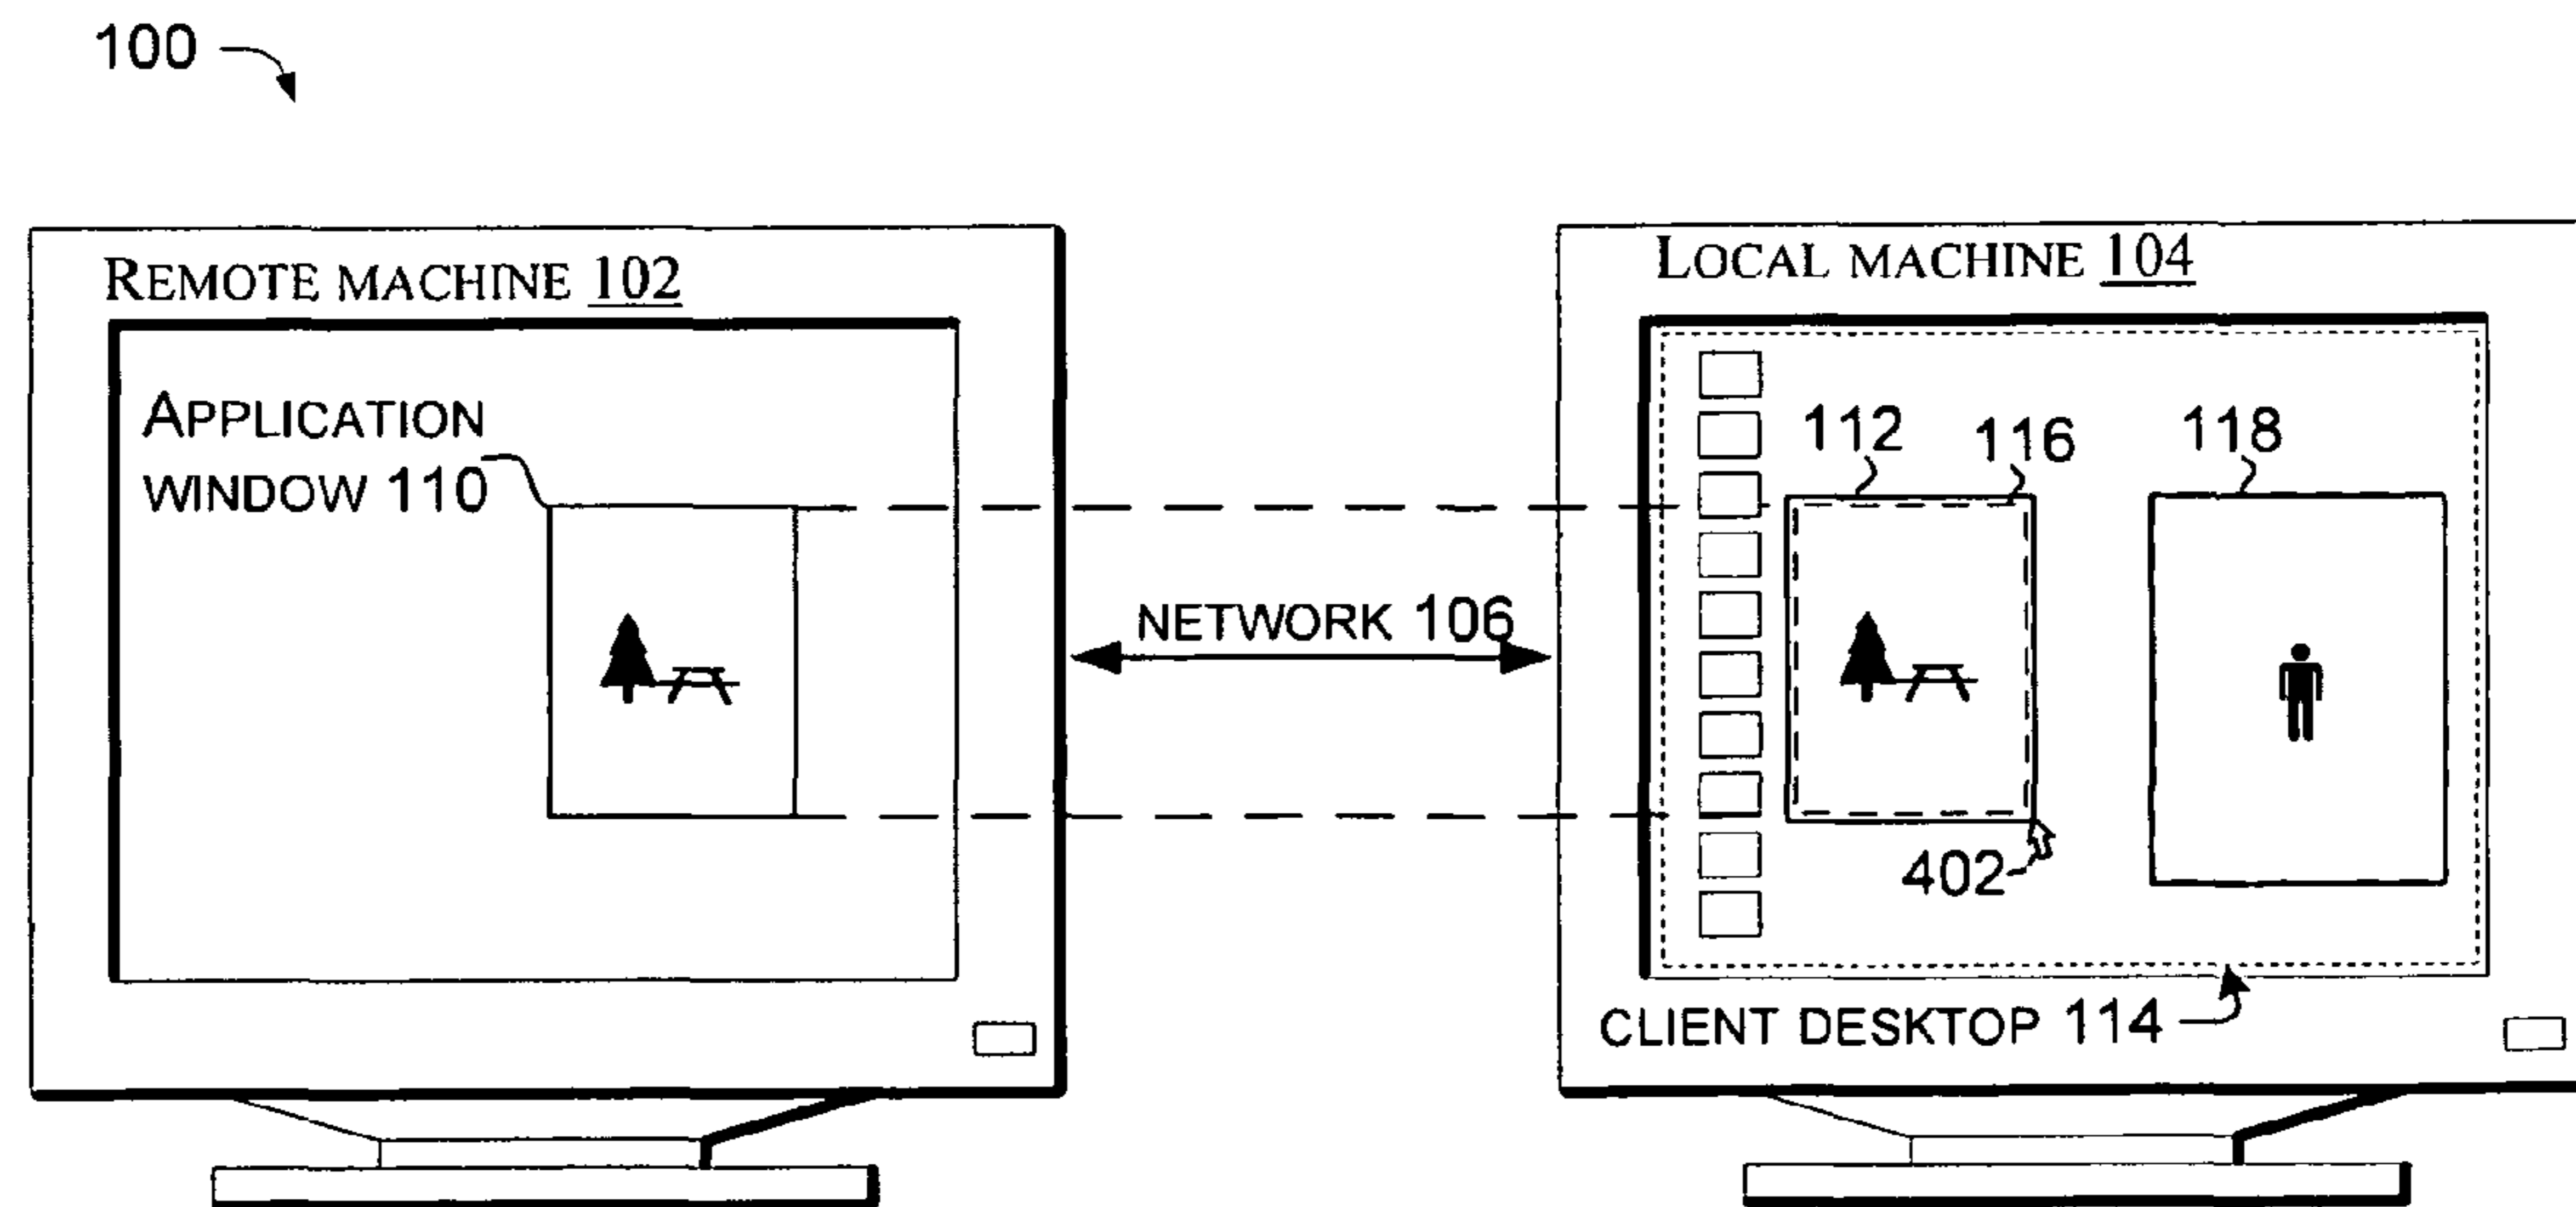 100
REMOTE MACHINE 102
LOCAL MACHINE 104
APPLICATION
WINDOW 110
112
116
118
NETWORK 106
402
CLIENT DESKTOP 114